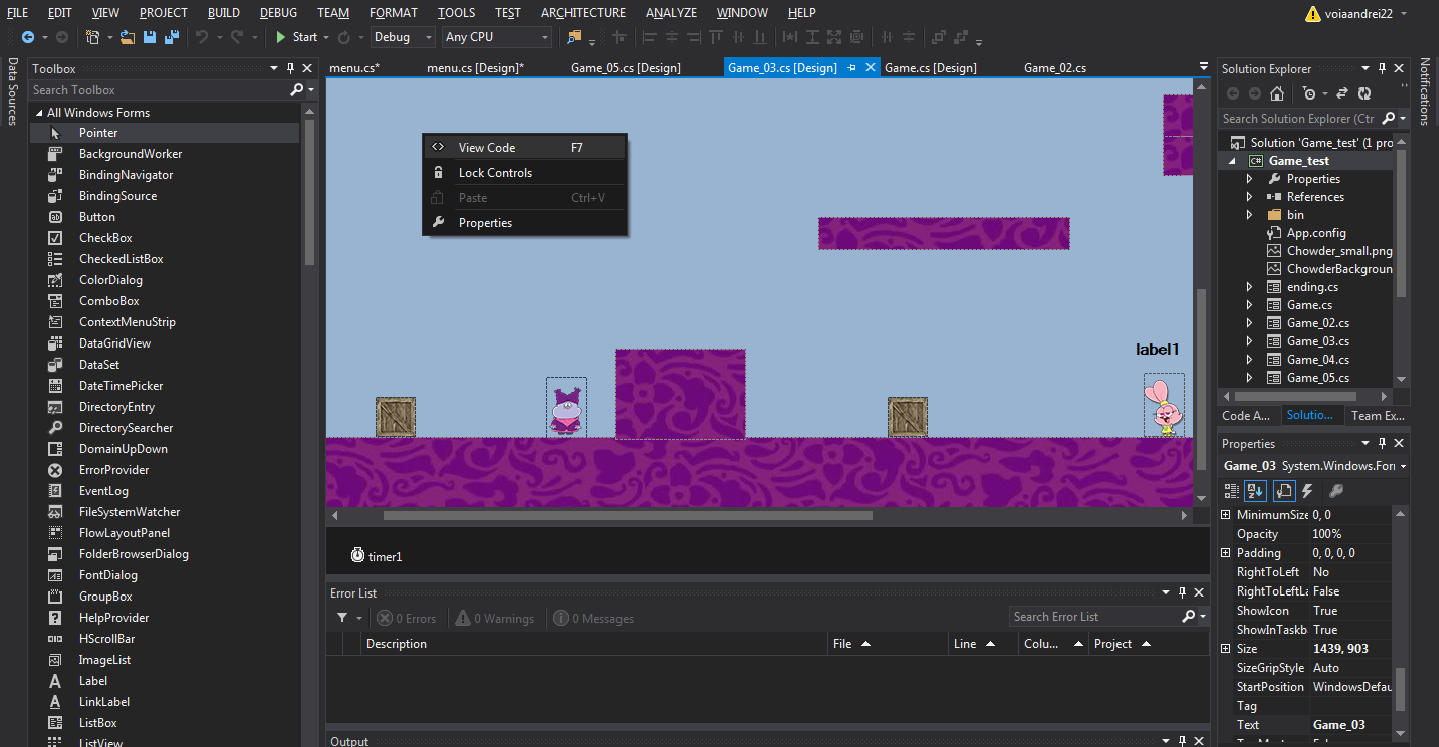 FILE EDIT VIEW PROJECT BUILD DEBUG TEAM FORMAT TOOLS TEST ARCHITECTURE ANALYZE WINDOW HELP voiaandrei22
Start Debug Any CPU
Data Sources
Toolbox
Search Toolbox
All Windows Forms
Pointer
BackgroundWorker
BindingNavigator
BindingSource
Button
CheckBox
CheckedListBox
ColorDialog
ComboBox
ContextMenuStrip
DataGridView
DataSet
DateTimePicker
DirectoryEntry
DirectorySearcher
DomainUpDown
ErrorProvider
EventLog
FileSystemWatcher
FlowLayoutPanel
FolderBrowserDialog
FontDialog
GroupBox
HelpProvider
HScrollBar
ImageList
Label
LinkLabel
ListBox
ListView
menu.cs* menu.cs [Design]* Game_05.cs [Design] Game_03.cs [Design] Game.cs [Design] Game_02.cs
View Code F7
Lock Controls
Paste Ctrl+V
Properties
label1
timer1
Error List
0 Errors 0 Warnings 0 Messages Search Error List
Description File Line Colu... Project
Output
Solution Explorer
Search Solution Explorer (Ctr
Solution 'Game_test' (1 pro
Game_test
Properties
References
bin
App.config
Chowder_small.png
ChowderBackgroun
ending.cs
Game.cs
Game_02.cs
Game_03.cs
Game_04.cs
Game_05.cs
Code A... Solutio... Team Ex...
Properties
Game_03 System.Windows.For
MinimumSize 0, 0
Opacity 100%
Padding 0, 0, 0, 0
RightToLeft No
RightToLeftLa False
ShowIcon True
ShowInTaskb True
Size 1439, 903
SizeGripStyle Auto
StartPosition WindowsDefau
Tag
Text Game_03
Notifications